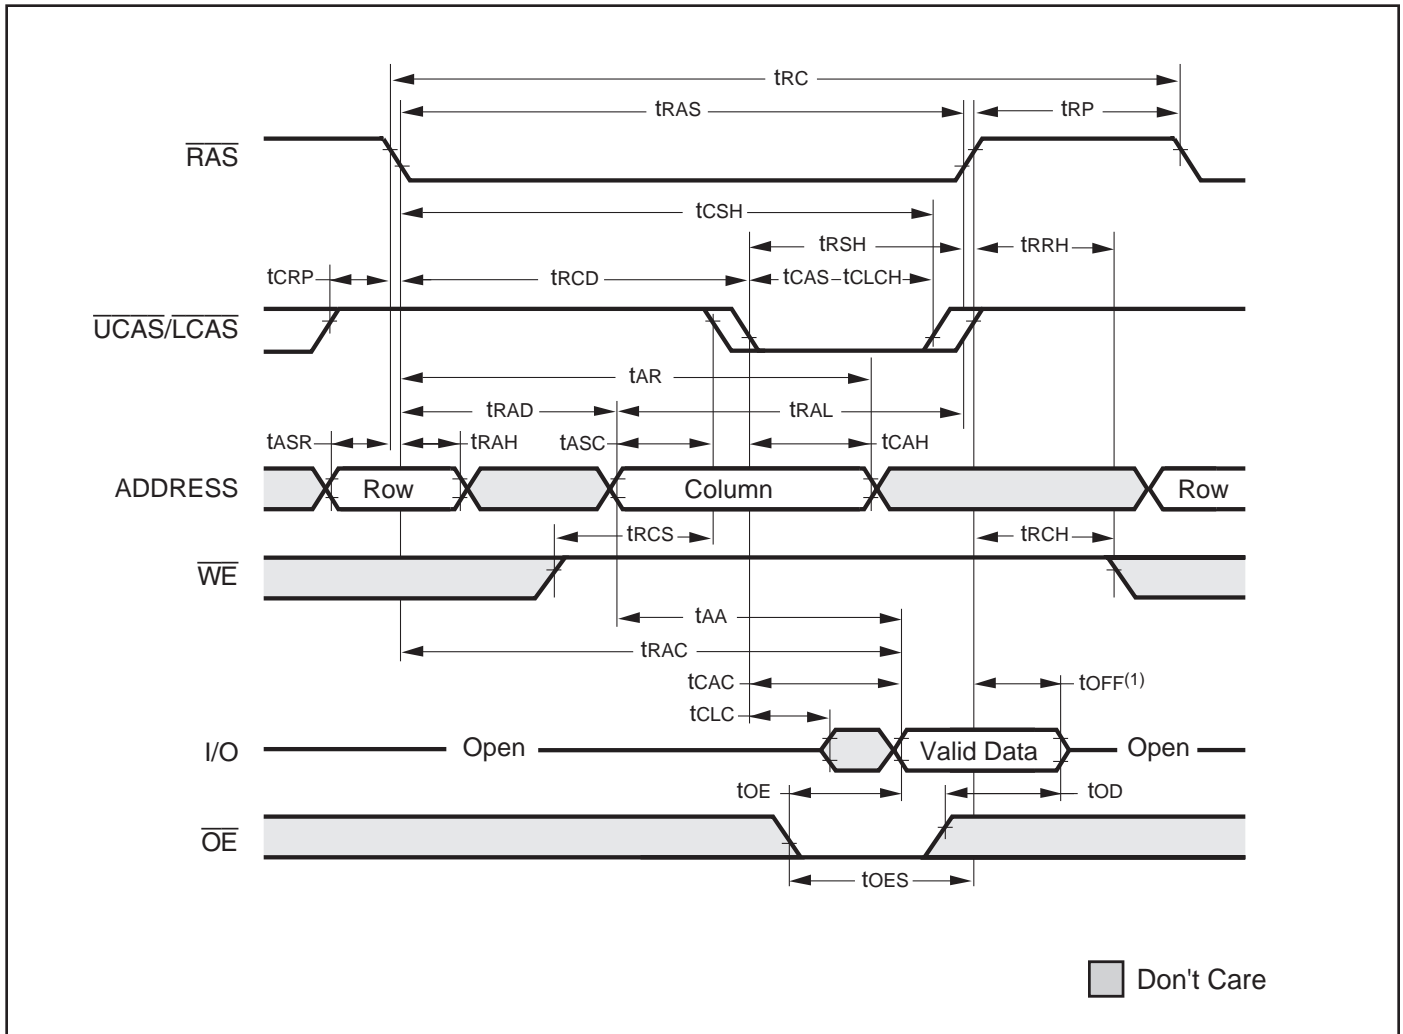 tRC
tRAS
tRP
RAS
tCSH
tRSH
tRRH
tCRP
tRCD
tCAS
tCLCH
UCAS/LCAS
tAR
tRAD
tRAL
tASR
tRAH
tASC
tCAH
ADDRESS
Row
Column
Row
tRCS
tRCH
WE
tAA
tRAC
tCAC
tOFF(1)
tCLC
I/O
Open
Valid Data
Open
tOE
tOD
OE
tOES
Don't Care